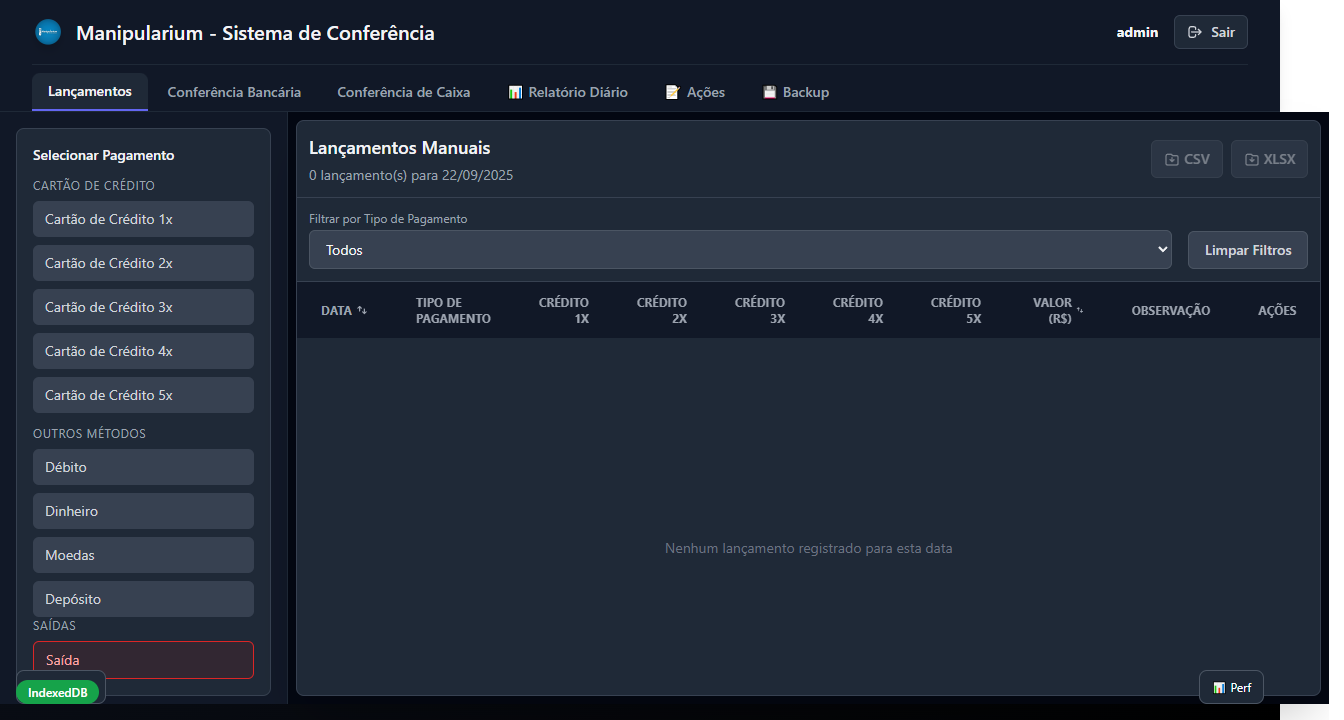 Manipularium - Sistema de Conferência
admin
Sair
Lançamentos
Conferência Bancária
Conferência de Caixa
Relatório Diário
Ações
Backup
Selecionar Pagamento
CARTÃO DE CRÉDITO
Cartão de Crédito 1x
Cartão de Crédito 2x
Cartão de Crédito 3x
Cartão de Crédito 4x
Cartão de Crédito 5x
OUTROS MÉTODOS
Débito
Dinheiro
Moedas
Depósito
SAÍDAS
Saída
IndexedDB
Lançamentos Manuais
0 lançamento(s) para 22/09/2025
CSV
XLSX
Filtrar por Tipo de Pagamento
Todos
Limpar Filtros
DATA
TIPO DE
PAGAMENTO
CRÉDITO
1X
CRÉDITO
2X
CRÉDITO
3X
CRÉDITO
4X
CRÉDITO
5X
VALOR
(R$)
OBSERVAÇÃO
AÇÕES
Nenhum lançamento registrado para esta data
Perf